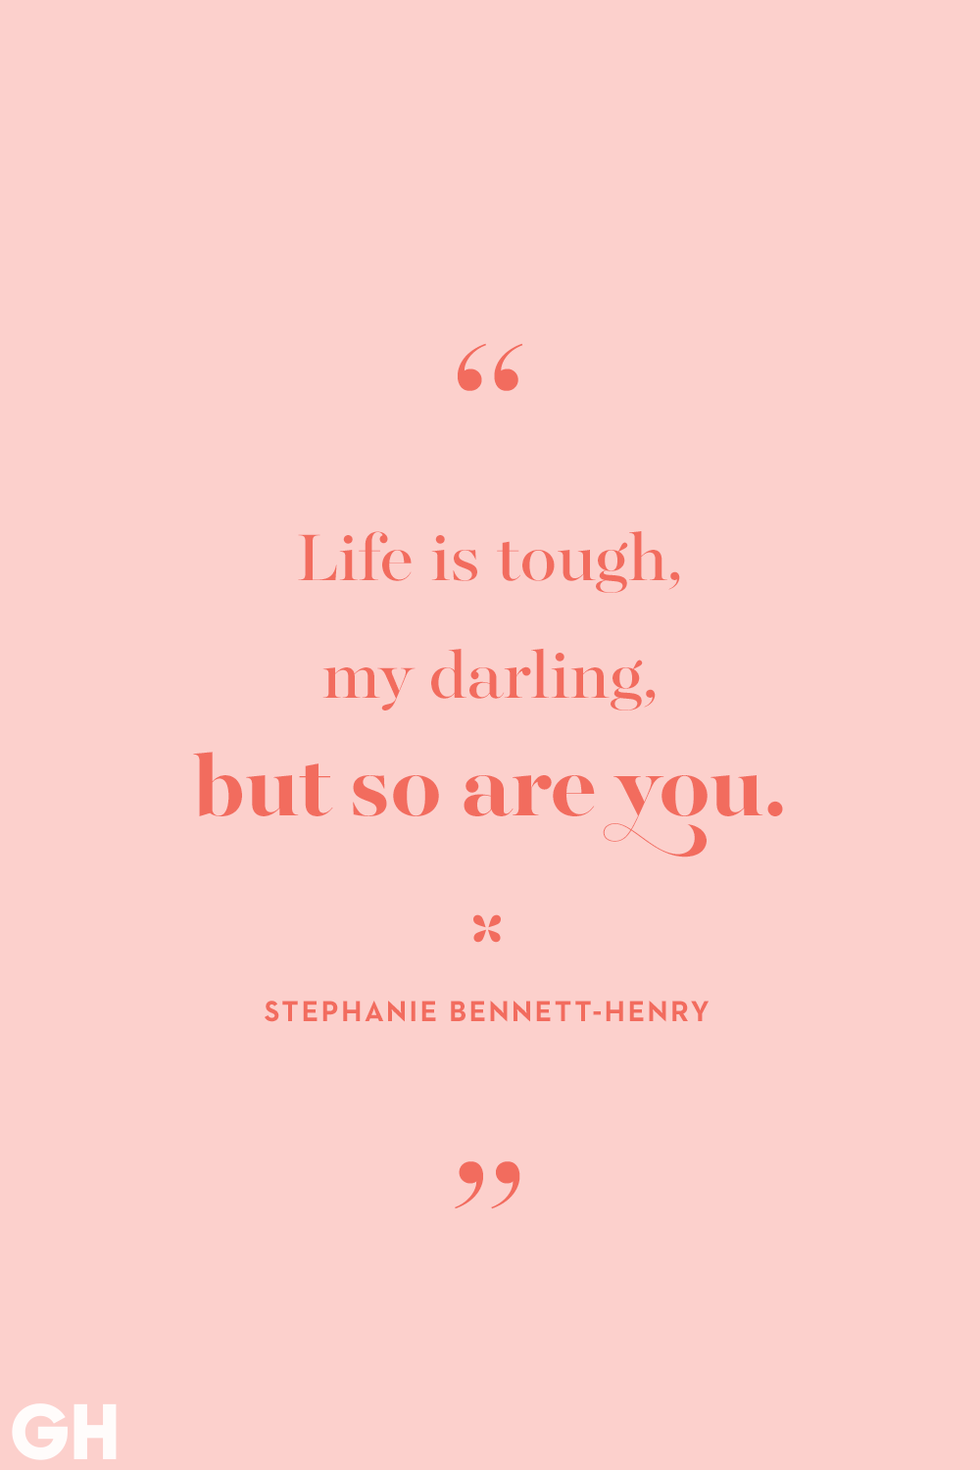 “
Life is tough,
my darling,
but so are you.
STEPHANIE BENNETT-HENRY
”
GH